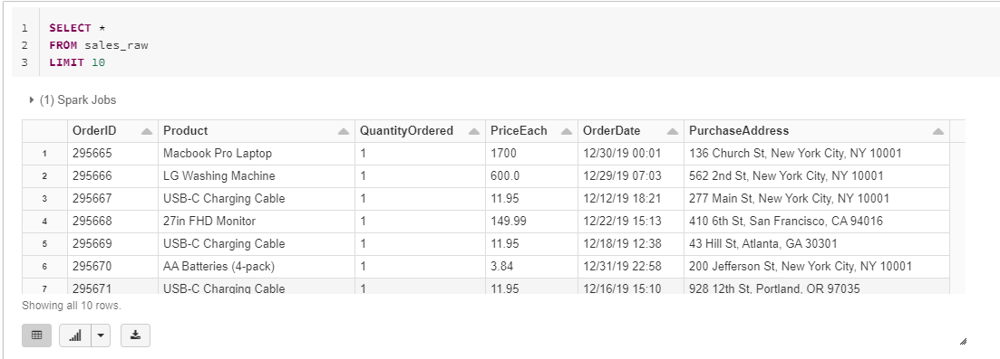 1 SELECT *
2 FROM sales_raw
3 LIMIT 10
(1) Spark Jobs
OrderID Product QuantityOrdered PriceEach OrderDate PurchaseAddress
1 295665 Macbook Pro Laptop 1 1700 12/30/19 00:01 136 Church St, New York City, NY 10001
2 295666 LG Washing Machine 1 600.0 12/29/19 07:03 562 2nd St, New York City, NY 10001
3 295667 USB-C Charging Cable 1 11.95 12/12/19 18:21 277 Main St, New York City, NY 10001
4 295668 27in FHD Monitor 1 149.99 12/22/19 15:13 410 6th St, San Francisco, CA 94016
5 295669 USB-C Charging Cable 1 11.95 12/18/19 12:38 43 Hill St, Atlanta, GA 30301
6 295670 AA Batteries (4-pack) 1 3.84 12/31/19 22:58 200 Jefferson St, New York City, NY 10001
7 295671 USB-C Charging Cable 1 11.95 12/16/19 15:10 928 12th St, Portland, OR 97035
Showing all 10 rows.